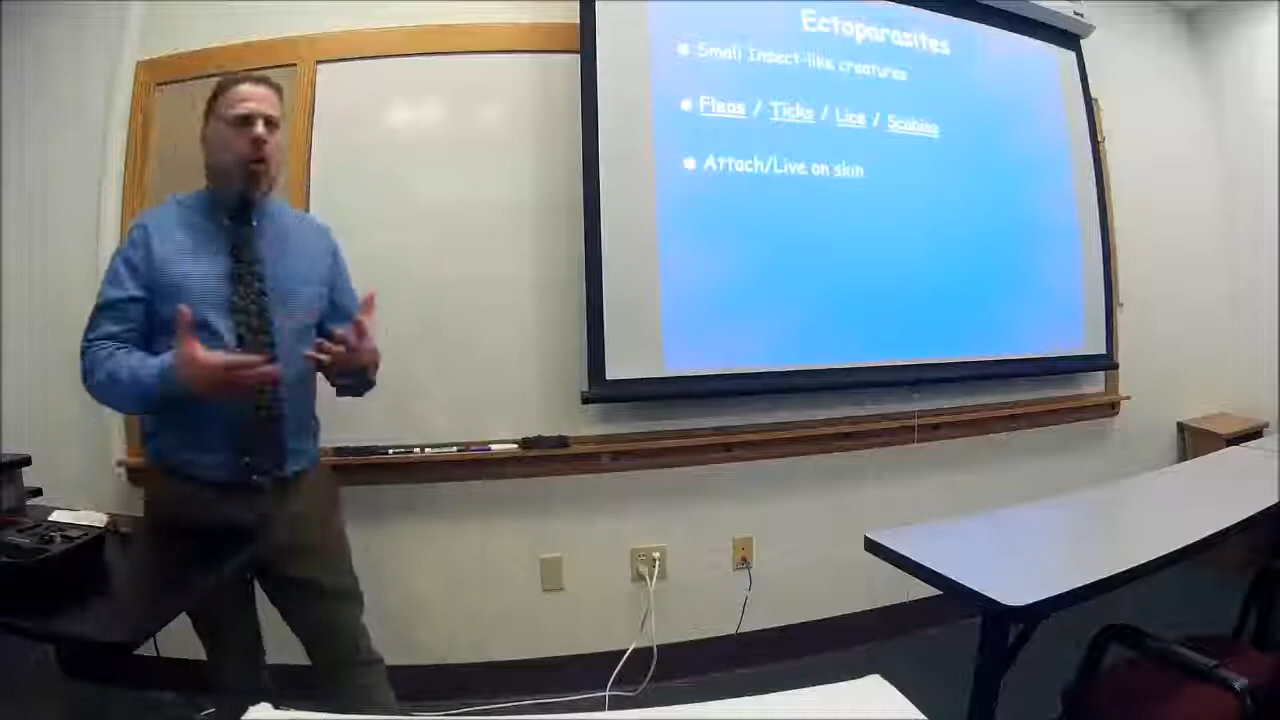 Ectoparasites
Small Insect-like creatures
Fleas / Ticks / Lice / Scabies
Attach/Live on skin